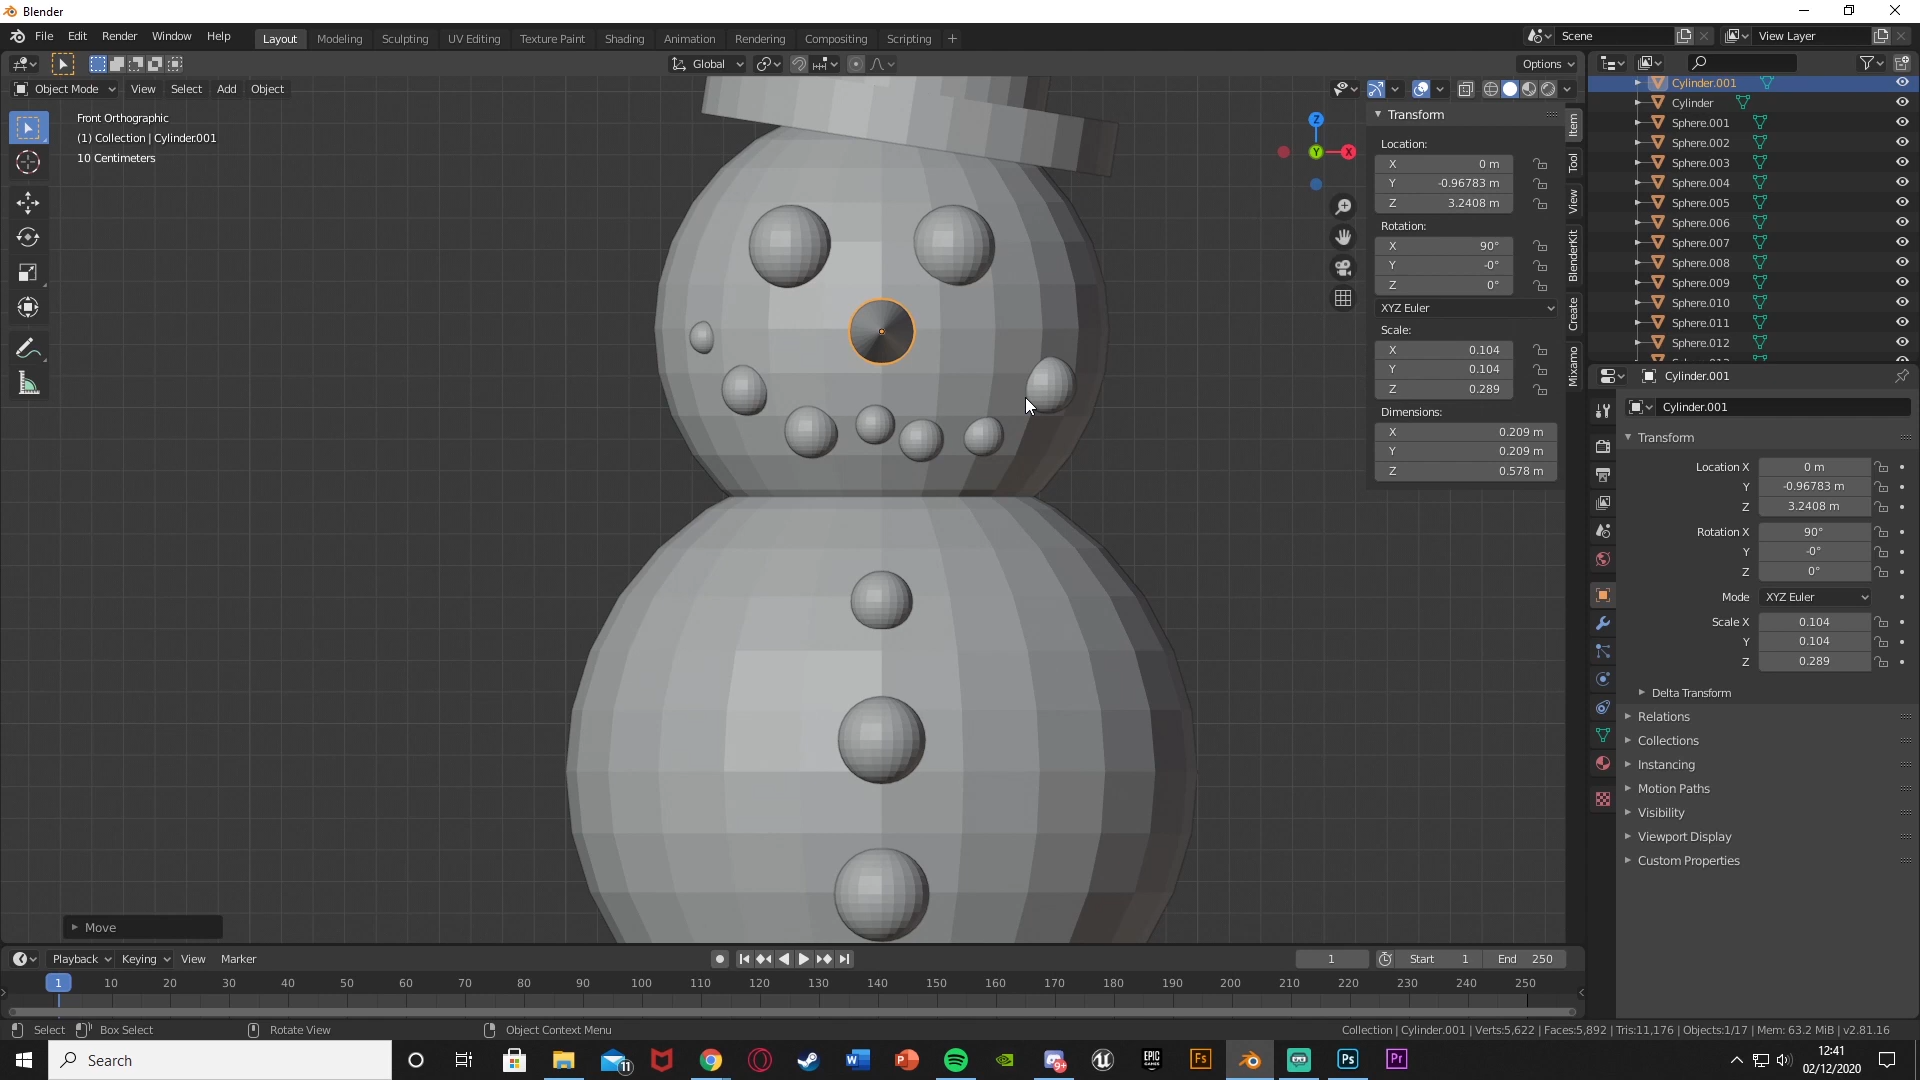 Blender
File Edit Render Window Help
Layout Modeling Sculpting UV Editing Texture Paint Shading Animation Rendering Compositing Scripting +
Scene
View Layer
Global
Options
Object Mode View Select Add Object
Front Orthographic
(1) Collection | Cylinder.001
10 Centimeters
Z
Y
X
Transform
Location:
X 0 m
Y -0.96783 m
Z 3.2408 m
Rotation:
X 90°
Y -0°
Z 0°
XYZ Euler
Scale:
X 0.104
Y 0.104
Z 0.289
Dimensions:
X 0.209 m
Y 0.209 m
Z 0.578 m
Item
Tool
View
BlenderKit
Create
Mixamo
Cylinder.001
Cylinder
Sphere.001
Sphere.002
Sphere.003
Sphere.004
Sphere.005
Sphere.006
Sphere.007
Sphere.008
Sphere.009
Sphere.010
Sphere.011
Sphere.012
Cylinder.001
Cylinder.001
Transform
Location X 0 m
Y -0.96783 m
Z 3.2408 m
Rotation X 90°
Y -0°
Z 0°
Mode XYZ Euler
Scale X 0.104
Y 0.104
Z 0.289
Delta Transform
Relations
Collections
Instancing
Motion Paths
Visibility
Viewport Display
Custom Properties
Move
Playback Keying View Marker
1
Start 1
End 250
1 10 20 30 40 50 60 70 80 90 100 110 120 130 140 150 160 170 180 190 200 210 220 230 240 250
Select Box Select Rotate View Object Context Menu
Collection | Cylinder.001 | Verts:5,622 | Faces:5,892 | Tris:11,176 | Objects:1/17 | Mem: 63.2 MiB | v2.81.16
Search
11
W
P
9+
EPIC GAMES
Fs
Ps
Pr
12:41
02/12/2020